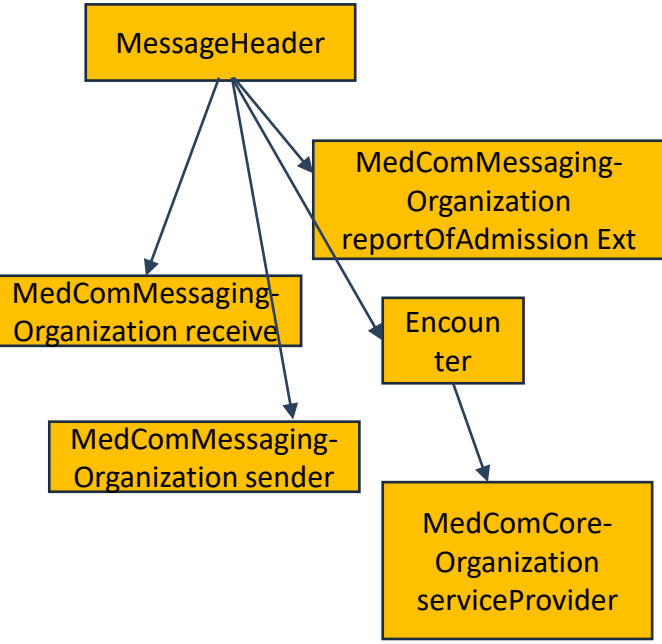 MessageHeader
MedComMessaging-
Organization
reportOfAdmission Ext
MedComMessaging-
Organization receive
Encoun
ter
MedComMessaging-
Organization sender
MedComCore-
Organization
serviceProvider